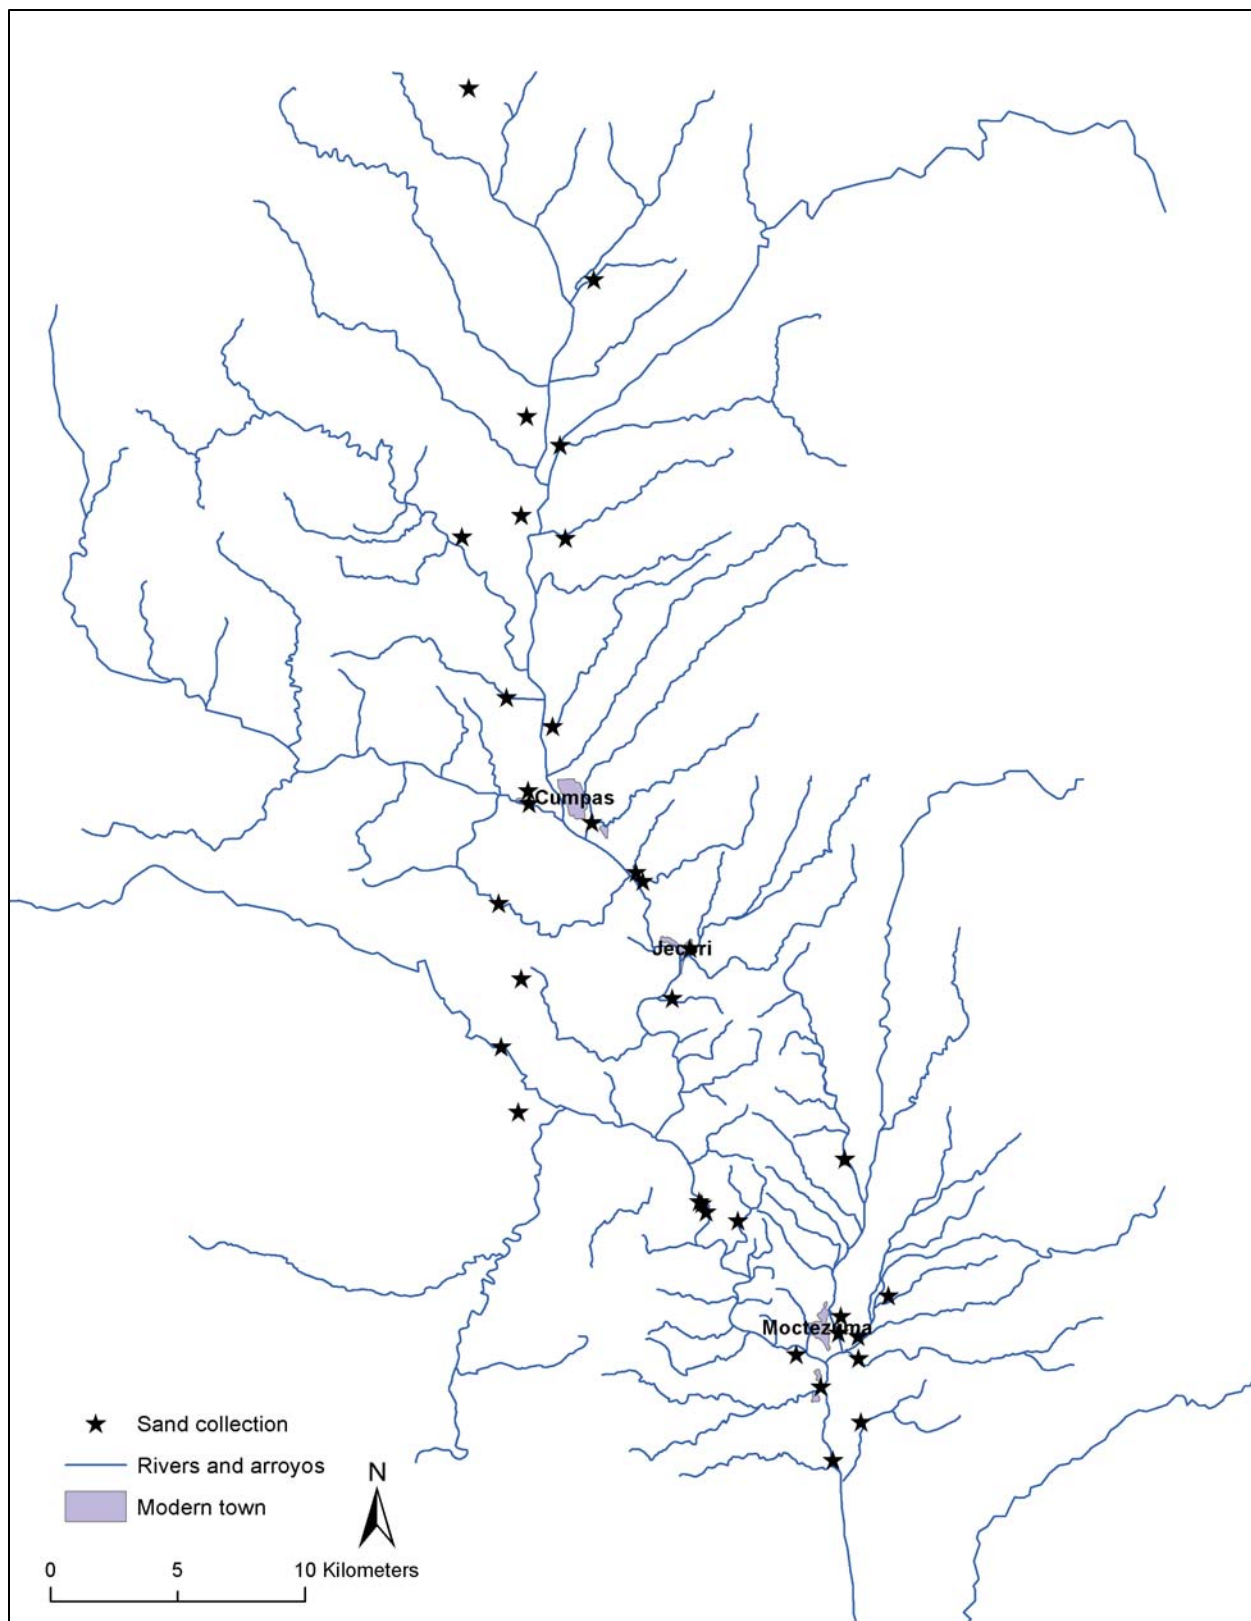 Cumpas
Jecori
Moctezuma
Sand collection
Rivers and arroyos
Modern town
N
0 5 10 Kilometers